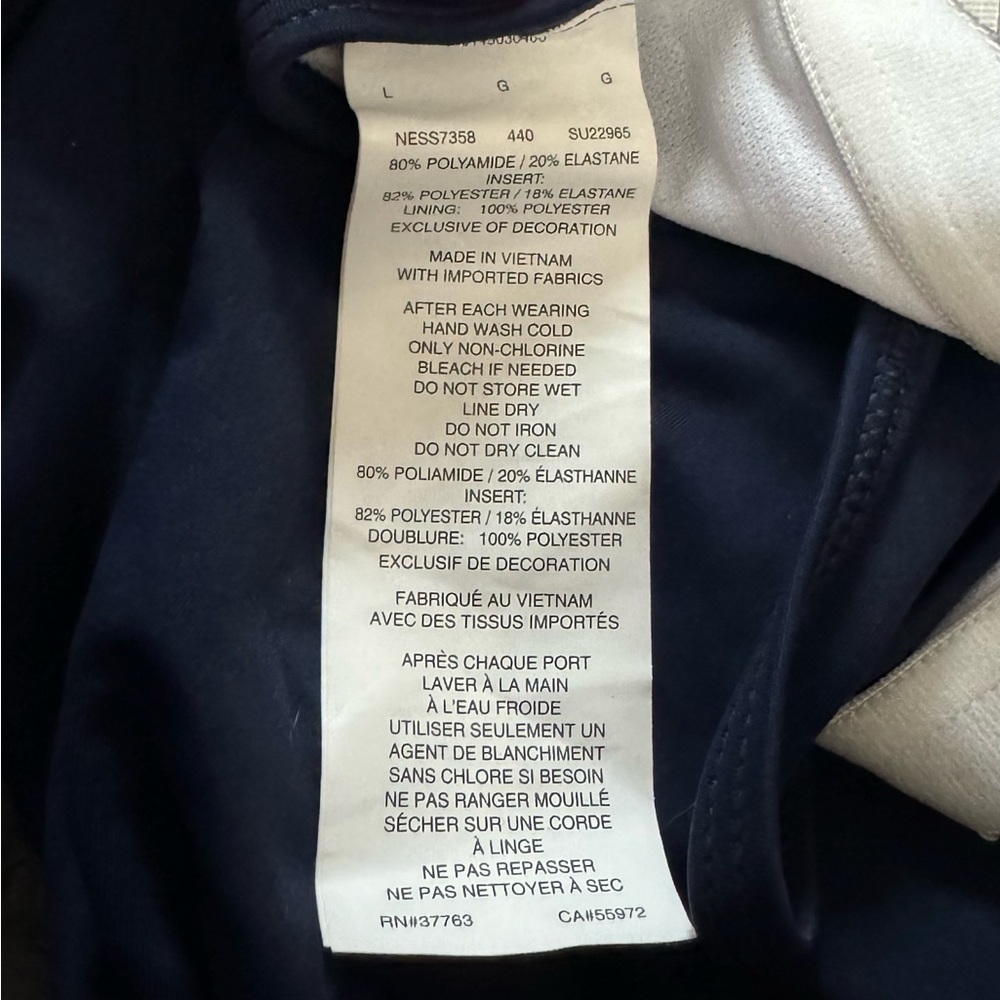 L G G
NESS7358 440 SU22965
80% POLYAMIDE / 20% ELASTANE
INSERT:
82% POLYESTER / 18% ELASTANE
LINING: 100% POLYESTER
EXCLUSIVE OF DECORATION
MADE IN VIETNAM
WITH IMPORTED FABRICS
AFTER EACH WEARING
HAND WASH COLD
ONLY NON-CHLORINE
BLEACH IF NEEDED
DO NOT STORE WET
LINE DRY
DO NOT IRON
DO NOT DRY CLEAN
80% POLIAMIDE / 20% ÉLASTHANNE
INSERT:
82% POLYESTER / 18% ÉLASTHANNE
DOUBLURE: 100% POLYESTER
EXCLUSIF DE DECORATION
FABRIQUÉ AU VIETNAM
AVEC DES TISSUS IMPORTÉS
APRÈS CHAQUE PORT
LAVER À LA MAIN
À L'EAU FROIDE
UTILISER SEULEMENT UN
AGENT DE BLANCHIMENT
SANS CHLORE SI BESOIN
NE PAS RANGER MOUILLÉ
SÉCHER SUR UNE CORDE
À LINGE
NE PAS REPASSER
NE PAS NETTOYER À SEC
RN#37763 CA#55972